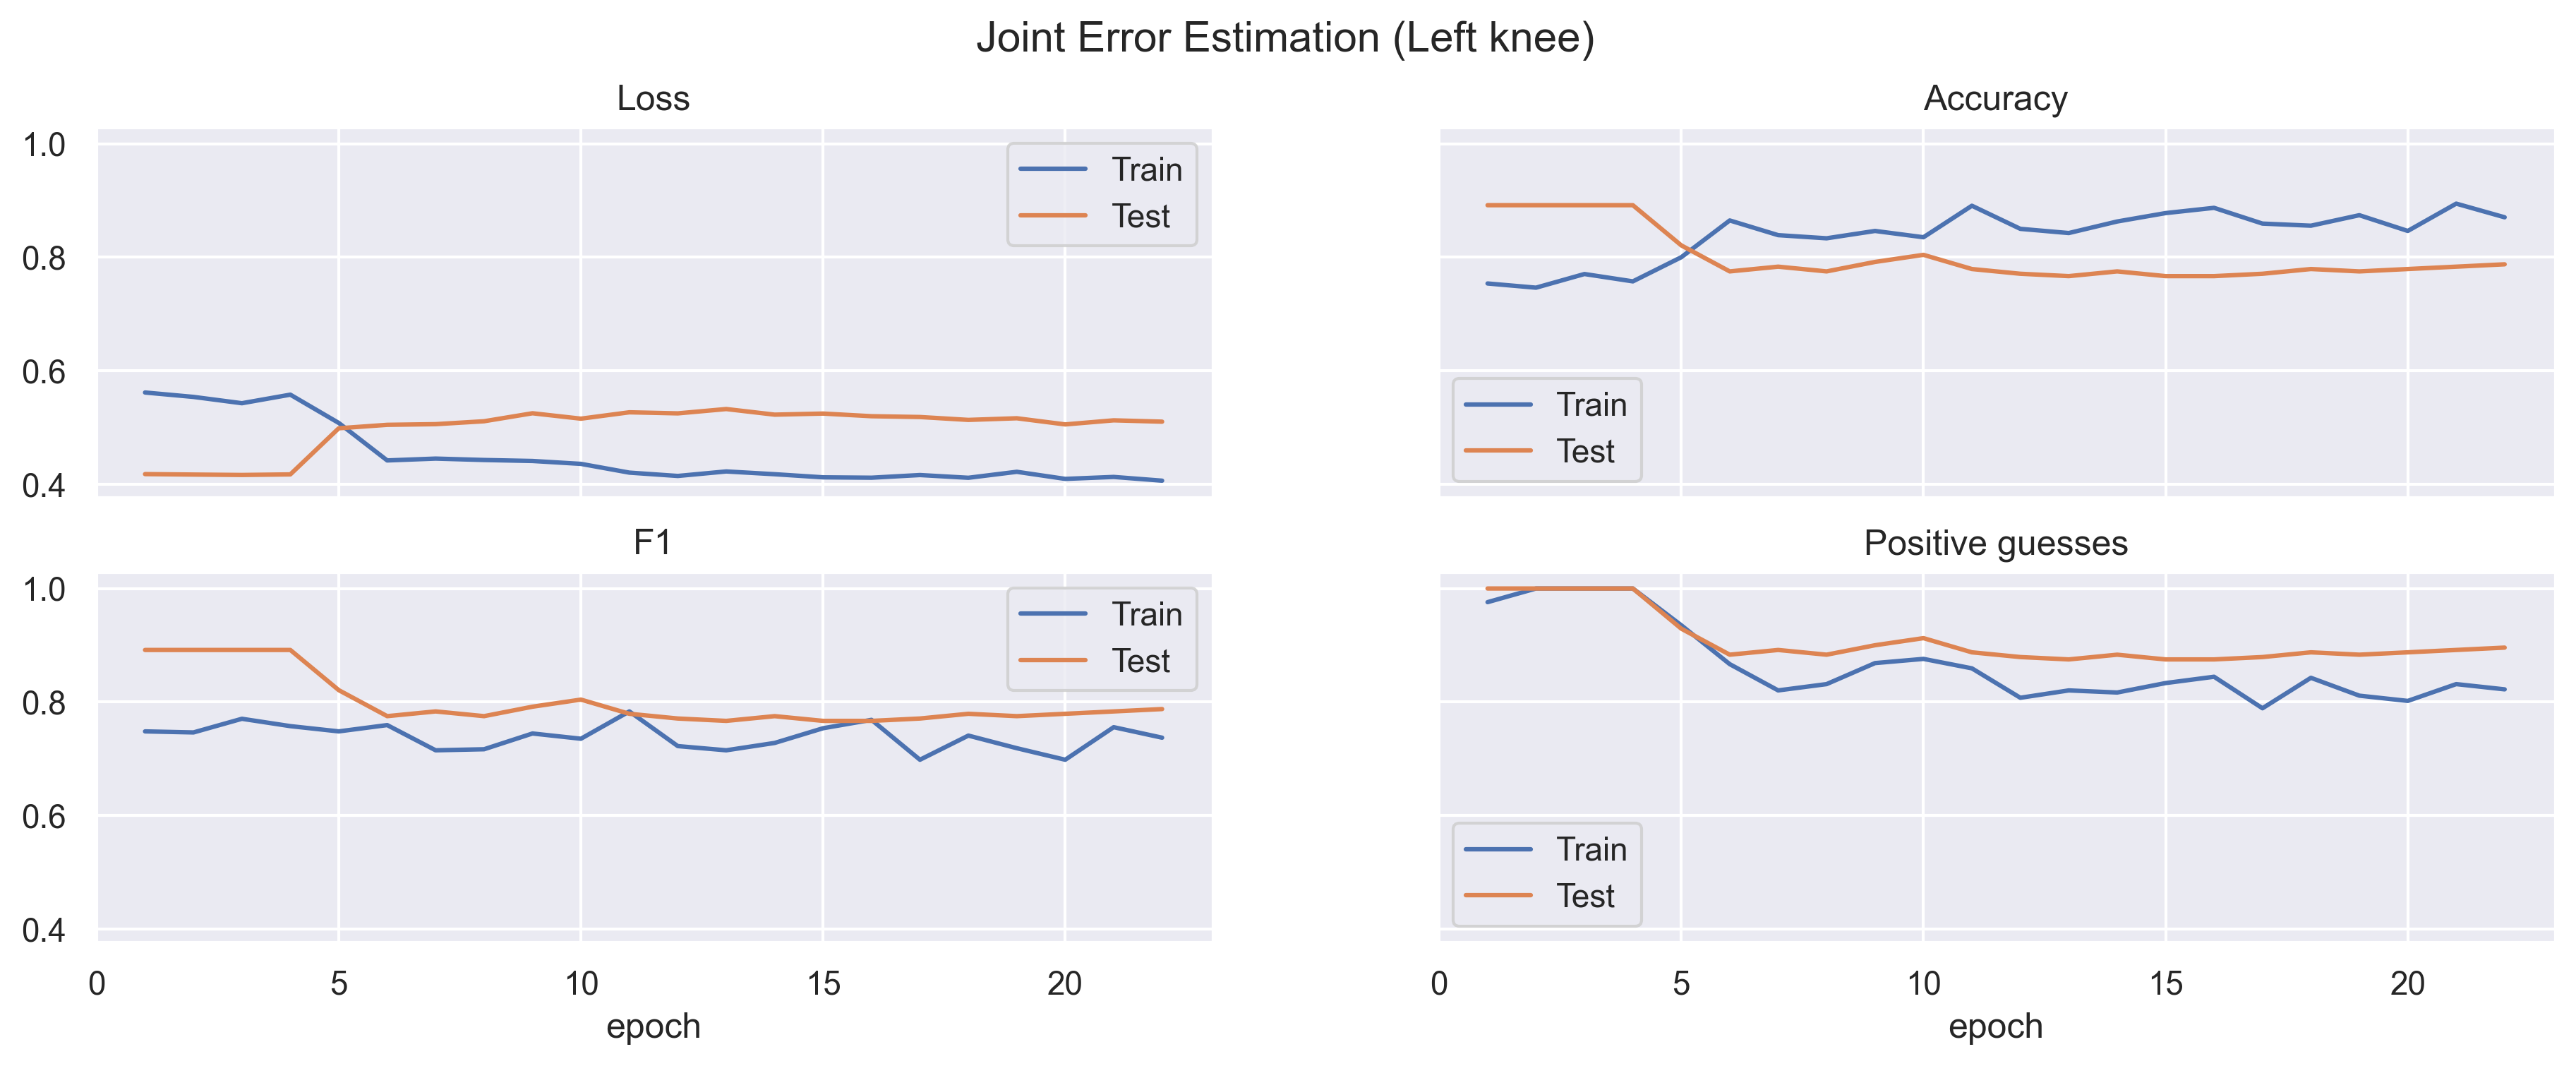 Joint Error Estimation (Left knee)
Loss
1.0
0.8
0.6
0.4
Train
Test
Accuracy
Train
Test
F1
1.0
0.8
0.6
0.4
0
5
10
15
20
epoch
Train
Test
Positive guesses
Train
Test
0
5
10
15
20
epoch